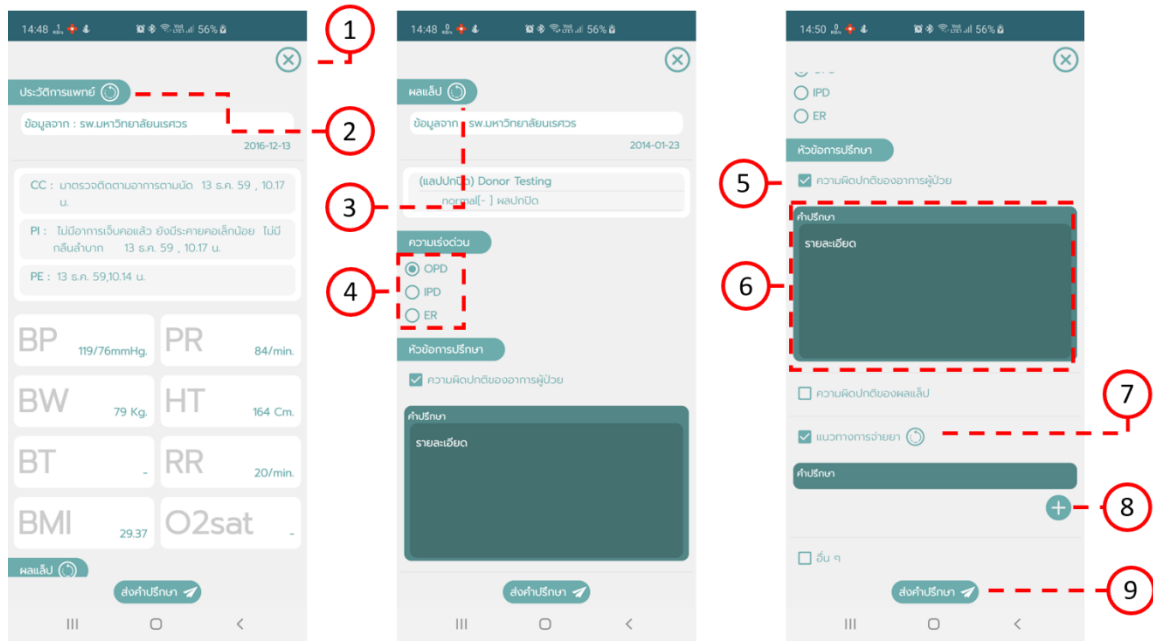 14:48
56%
1
ประวัติการแพทย์
2
ข้อมูลจาก : รพ.มหาวิทยาลัยนเรศวร
2016-12-13
CC : มาตรวจติดตามอาการตามนัด 13 ธ.ค. 59 , 10.17
น.
PI : ไม่มีอาการเจ็บคอแล้ว ยังมีระคายคอเล็กน้อย ไม่มี
กลืนลำบาก 13 ธ.ค. 59 , 10.17 น.
PE : 13 ธ.ค. 59,10.14 น.
BP 119/76mmHg.
PR 84/min.
BW 79 Kg.
HT 164 Cm.
BT -
RR 20/min.
BMI 29.37
O2sat -
ผลแล็ป
ส่งคำปรึกษา
14:48
56%
ผลแล็ป
ข้อมูลจาก : รพ.มหาวิทยาลัยนเรศวร
2014-01-23
3
(แลปปกปิด) Donor Testing
normal[- ] ผลปกปิด
ความเร่งด่วน
4
OPD
IPD
ER
หัวข้อการปรึกษา
ความผิดปกติของอาการผู้ป่วย
คำปรึกษา
รายละเอียด
ส่งคำปรึกษา
14:50
56%
IPD
ER
หัวข้อการปรึกษา
5
ความผิดปกติของอาการผู้ป่วย
คำปรึกษา
รายละเอียด
6
ความผิดปกติของผลแล็ป
7
แนวทางการจ่ายยา
คำปรึกษา
8
อื่น ๆ
ส่งคำปรึกษา
9